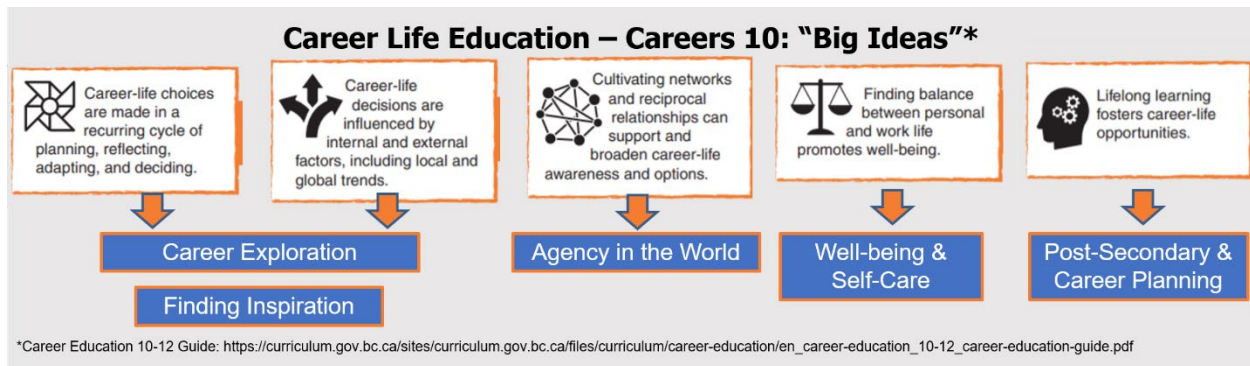 Career Life Education – Careers 10: “Big Ideas”*
Career-life choices
are made in a
recurring cycle of
planning, reflecting,
adapting, and deciding.
Career-life
decisions are
influenced by
internal and external
factors, including local and
global trends.
Cultivating networks
and reciprocal
relationships can
support and
broaden career-life
awareness and options.
Finding balance
between personal
and work life
promotes well-being.
Lifelong learning
fosters career-life
opportunities.
Career Exploration
Finding Inspiration
Agency in the World
Well-being &
Self-Care
Post-Secondary &
Career Planning
*Career Education 10-12 Guide: https://curriculum.gov.bc.ca/sites/curriculum.gov.bc.ca/files/curriculum/career-education/en_career-education_10-12_career-education-guide.pdf